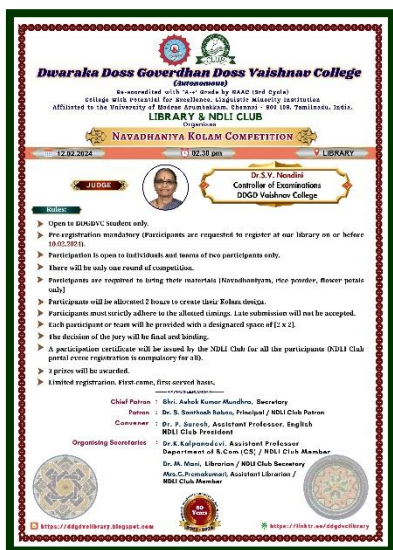 Dwaraka Doss Goverdhan Doss Vaishnav College
(Autonomous)
Re-accredited with "A++" Grade by NAAC (3rd Cycle)
College With Potential for Excellence, Linguistic Minority Institution
Affiliated to the University of Madras Arumbakkam, Chennai - 600 106, Tamilnadu, India.
LIBRARY & NDLI CLUB
Organises
NAVADHANIYA KOLAM COMPETITION
12.02.2024 02.30 pm LIBRARY
JUDGE
Dr.S.V. Nandini
Controller of Examinations
DDGD Vaishnav College
Rules:
Open to DDGDVC Student only.
Pre-registration mandatory (Participants are requested to register at our library on or before
10.02.2024).
Participation is open to individuals and teams of two participants only.
There will be only one round of competition.
Participants are required to bring their materials (Navadhaniyam, rice powder, flower petals
only)
Participants will be allocated 2 hours to create their Kolam design.
Participants must strictly adhere to the allotted timings. Late submission will not be accepted.
Each participant or team will be provided with a designated space of [2 x 2].
The decision of the jury will be final and binding.
A participation certificate will be issued by the NDLI Club for all the participants (NDLI Club
portal event registration is compulsory for all).
3 prizes will be awarded.
Limited registration. First-come, first-served basis.
Chief Patron : Shri. Ashok Kumar Mundhra, Secretary
Patron : Dr. S. Santhosh Baboo, Principal / NDLI Club Patron
Convener : Dr. P. Suresh, Assistant Professor, English
NDLI Club President
Organising Secretaries : Dr.K.Kalpanadevi, Assistant Professor
Department of B.Com (CS) / NDLI Club Member
Dr. M. Mani, Librarian / NDLI Club Secretary
Mrs.G.Premakumari, Assistant Librarian /
NDLI Club Member
60
Years
https://ddgdvclibrary.blogspot.com https://linktr.ee/ddgdvclibrary